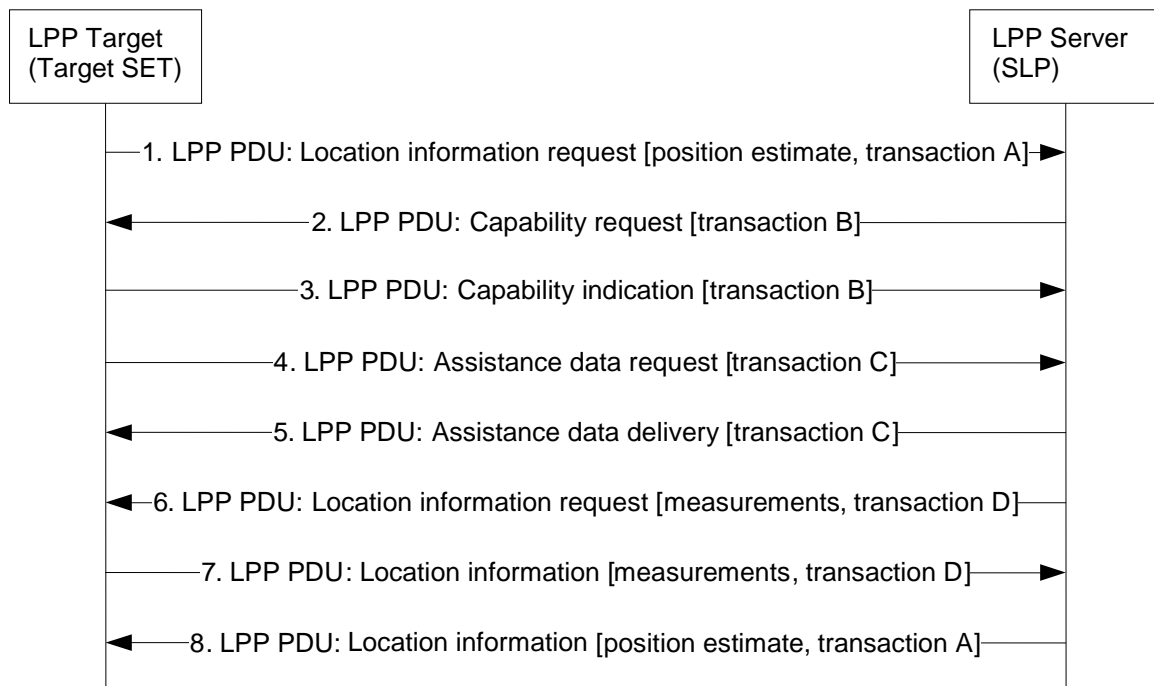 LPP Target
(Target SET)
LPP Server
(SLP)
1. LPP PDU: Location information request [position estimate, transaction A]
2. LPP PDU: Capability request [transaction B]
3. LPP PDU: Capability indication [transaction B]
4. LPP PDU: Assistance data request [transaction C]
5. LPP PDU: Assistance data delivery [transaction C]
6. LPP PDU: Location information request [measurements, transaction D]
7. LPP PDU: Location information [measurements, transaction D]
8. LPP PDU: Location information [position estimate, transaction A]